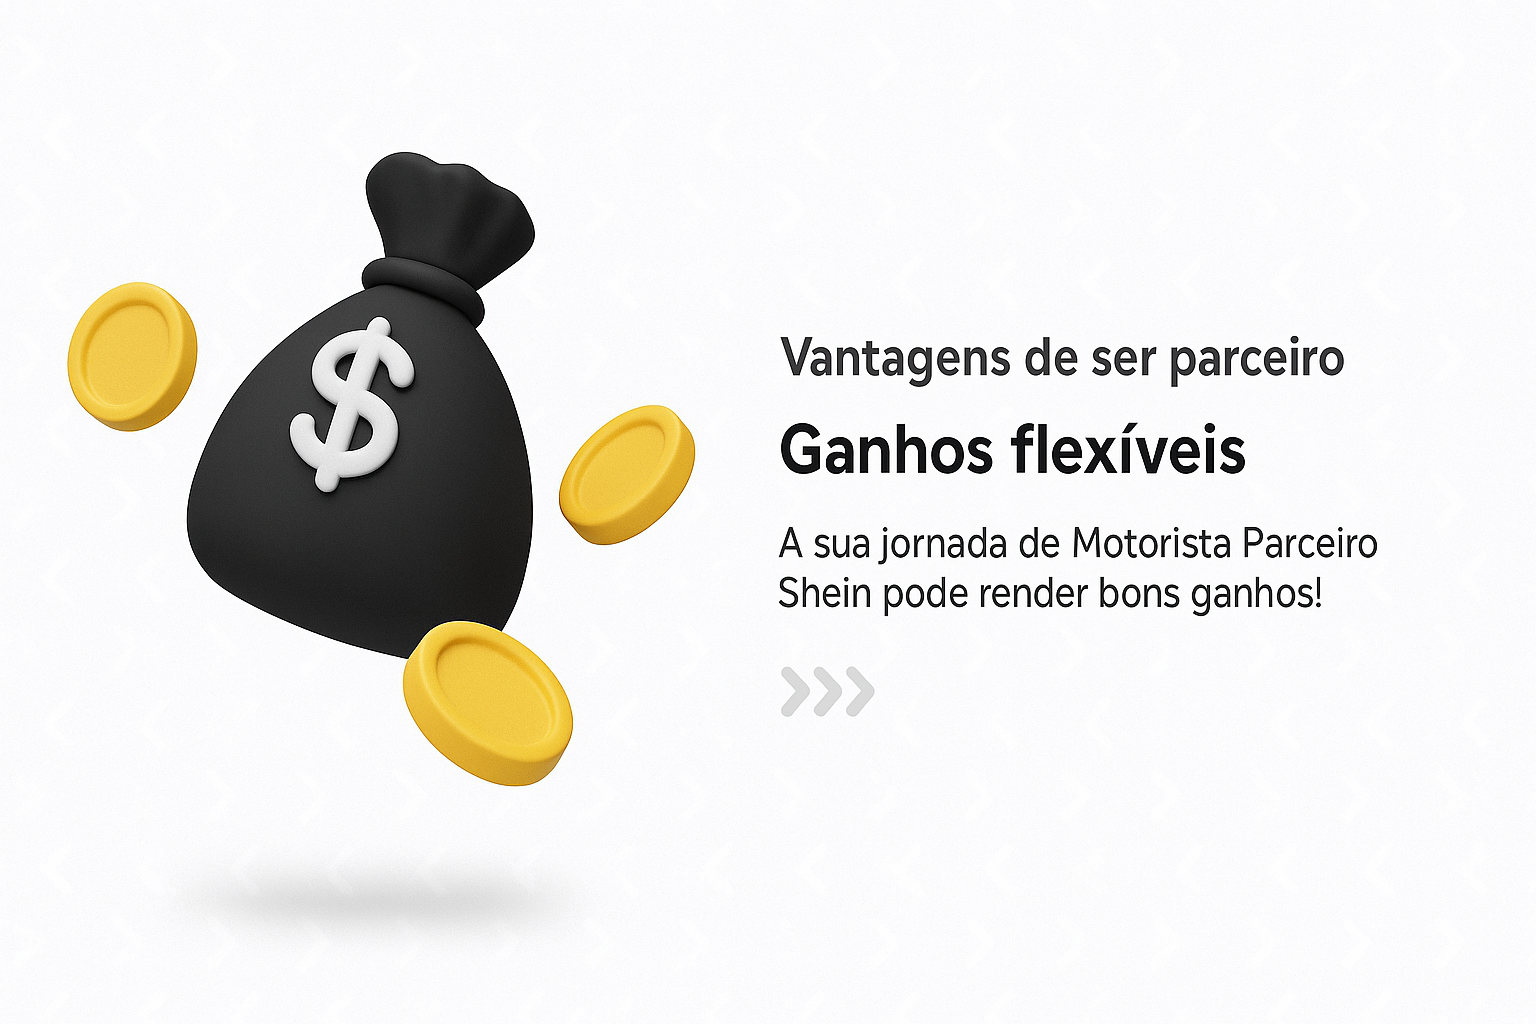 $
Vantagens de ser parceiro
Ganhos flexíveis
A sua jornada de Motorista Parceiro
Shein pode render bons ganhos!